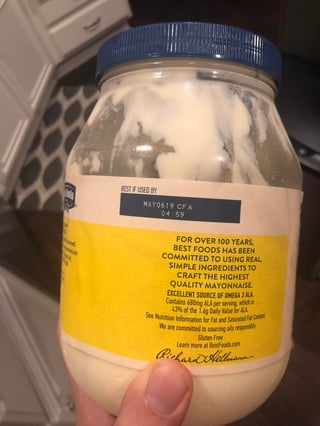 BEST IF USED BY
MAY0619 CFA
04:59
FOR OVER 100 YEARS,
BEST FOODS HAS BEEN
COMMITTED TO USING REAL,
SIMPLE INGREDIENTS TO
CRAFT THE HIGHEST
QUALITY MAYONNAISE.
EXCELLENT SOURCE OF OMEGA 3 ALA
Contains 680mg ALA per serving, which is
43% of the 1.6g Daily Value for ALA.
See Nutrition Information for Fat and Saturated Fat Content
We are committed to sourcing oils responsibly
Gluten Free
Learn more at BestFoods.com
Richard Hellmann